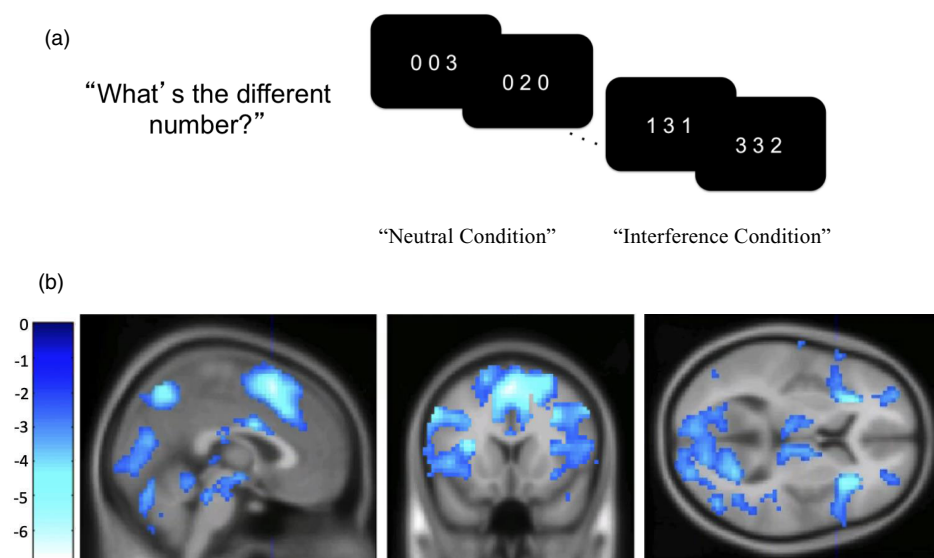 (a)
“What’s the different
number?”
0 0 3
0 2 0
1 3 1
3 3 2
“Neutral Condition”
“Interference Condition”
(b)
0
-1
-2
-3
-4
-5
-6